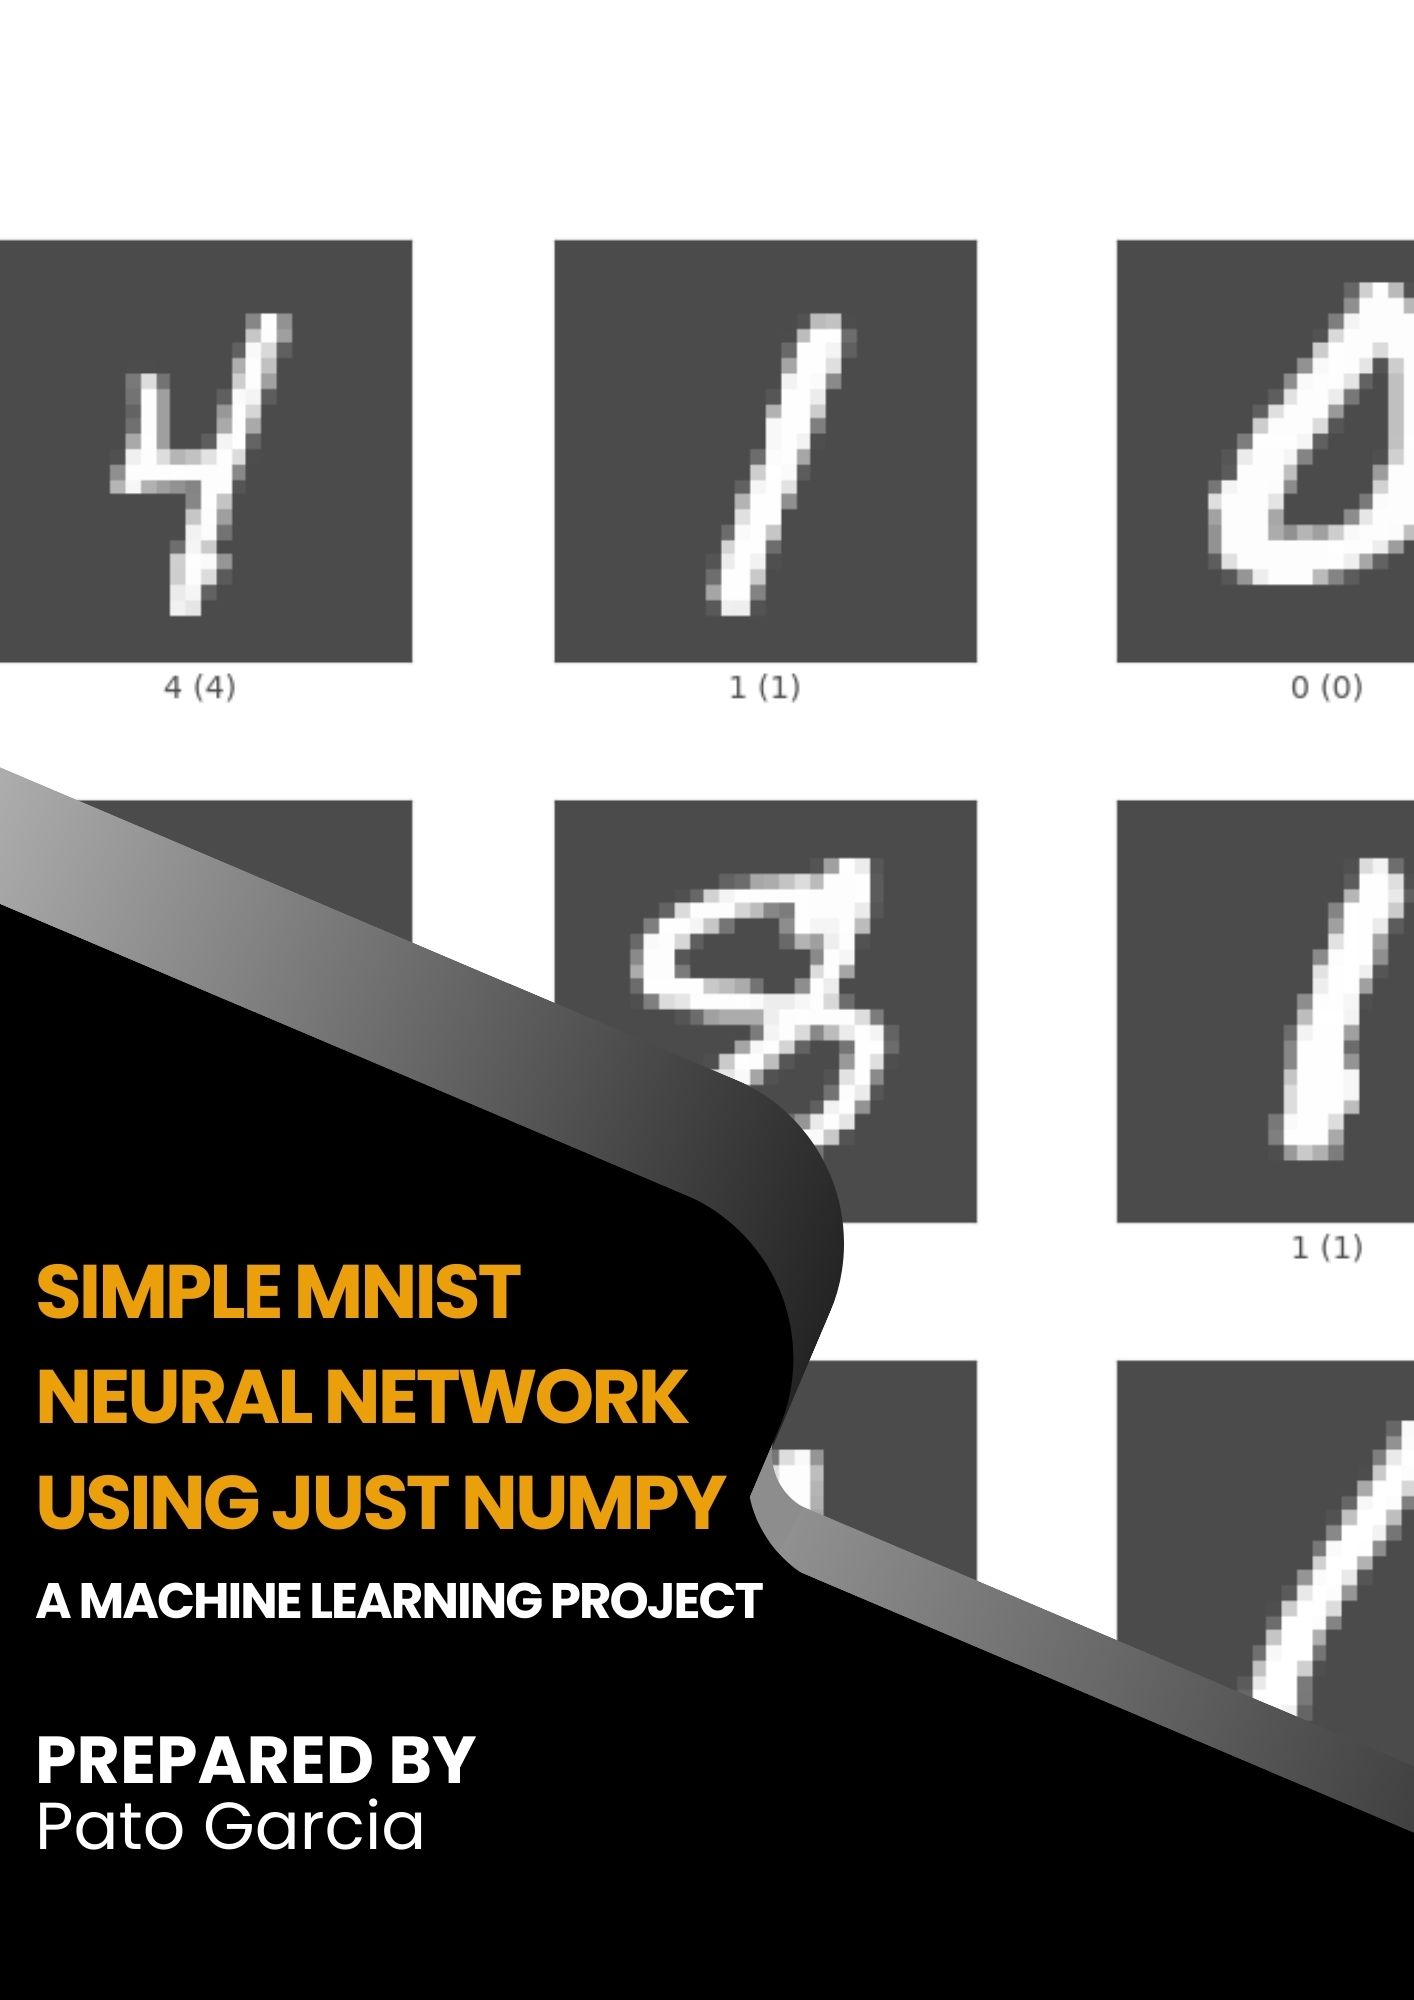 4 (4)
1 (1)
0 (0)
1 (1)
SIMPLE MNIST
NEURAL NETWORK
USING JUST NUMPY
A MACHINE LEARNING PROJECT
PREPARED BY
Pato Garcia